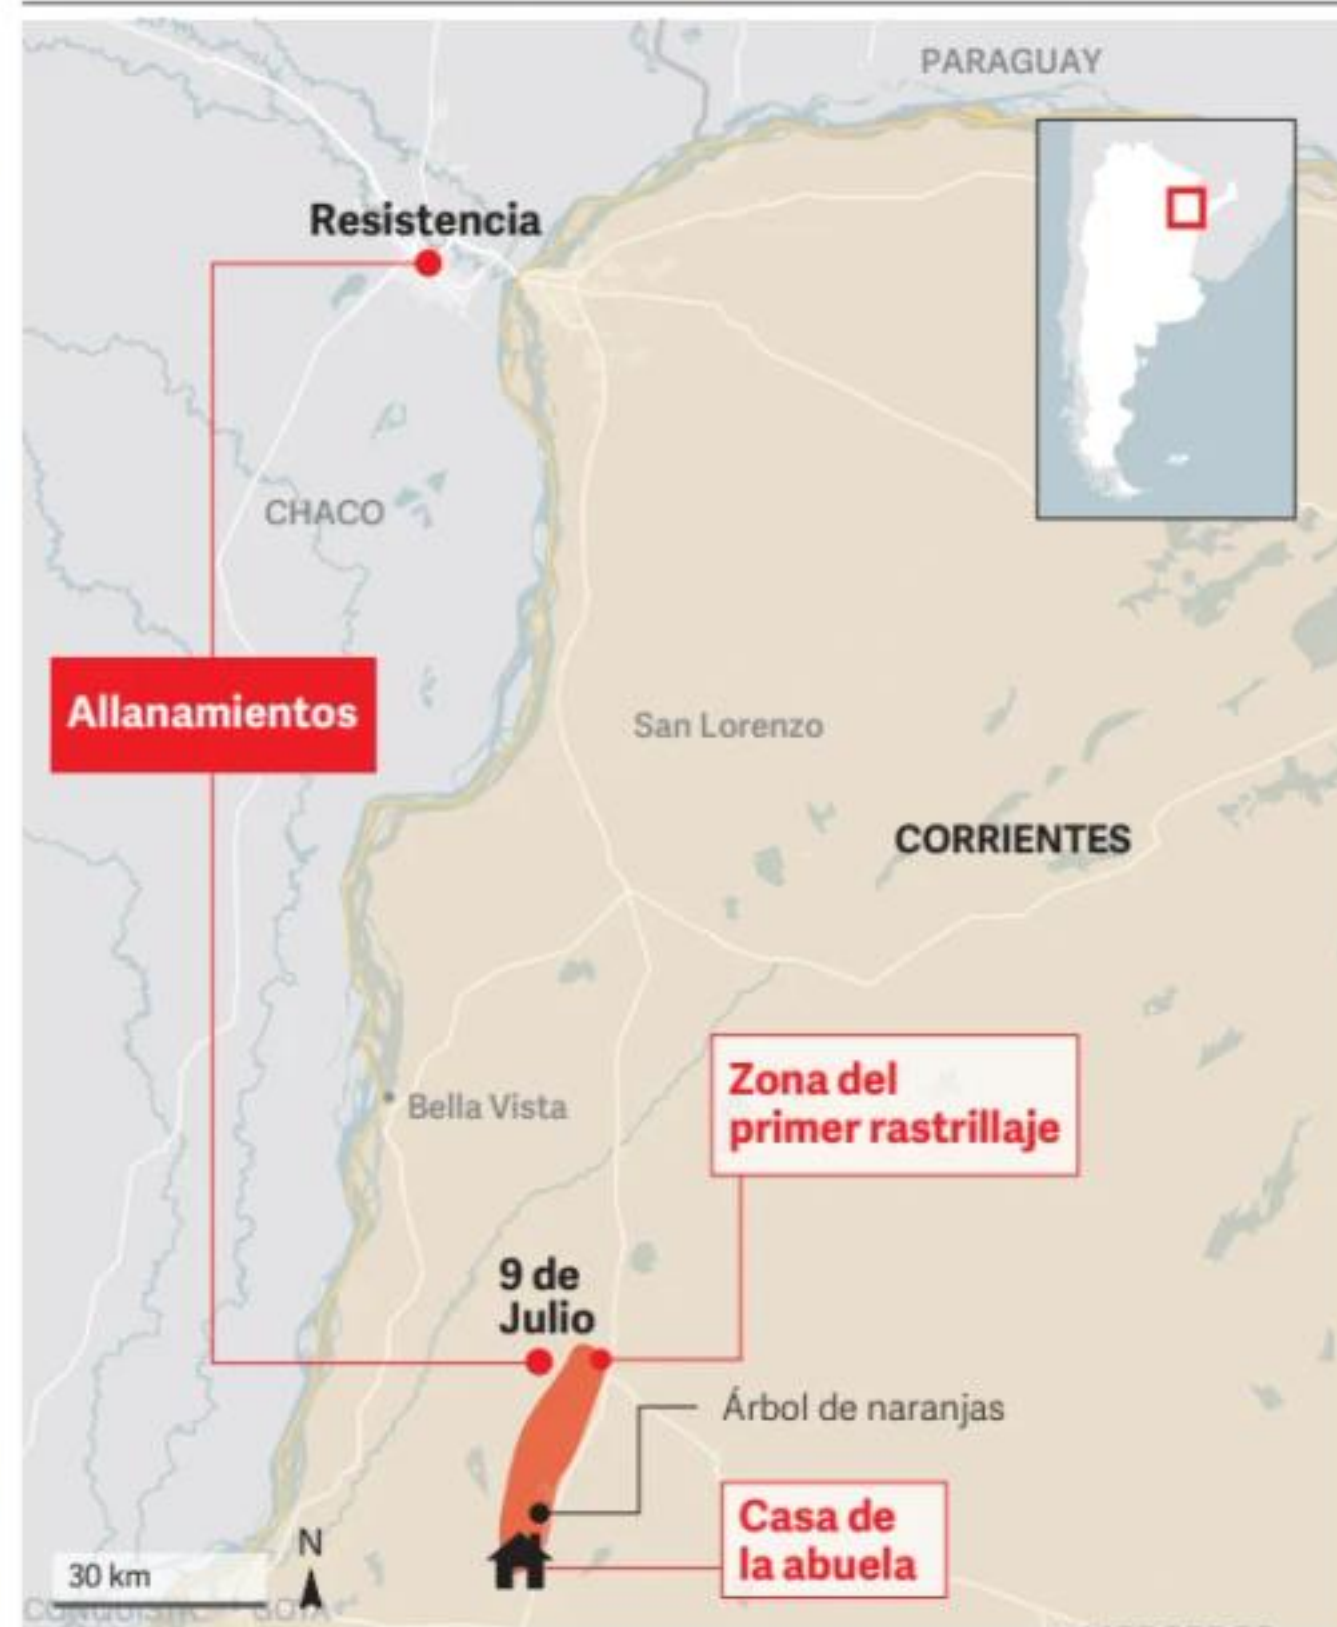 PARAGUAY
Resistencia
CHACO
Allanamientos
San Lorenzo
CORRIENTES
Zona del
primer rastrillaje
Bella Vista
9 de
Julio
Árbol de naranjas
Casa de
la abuela
N
30 km
GOYA